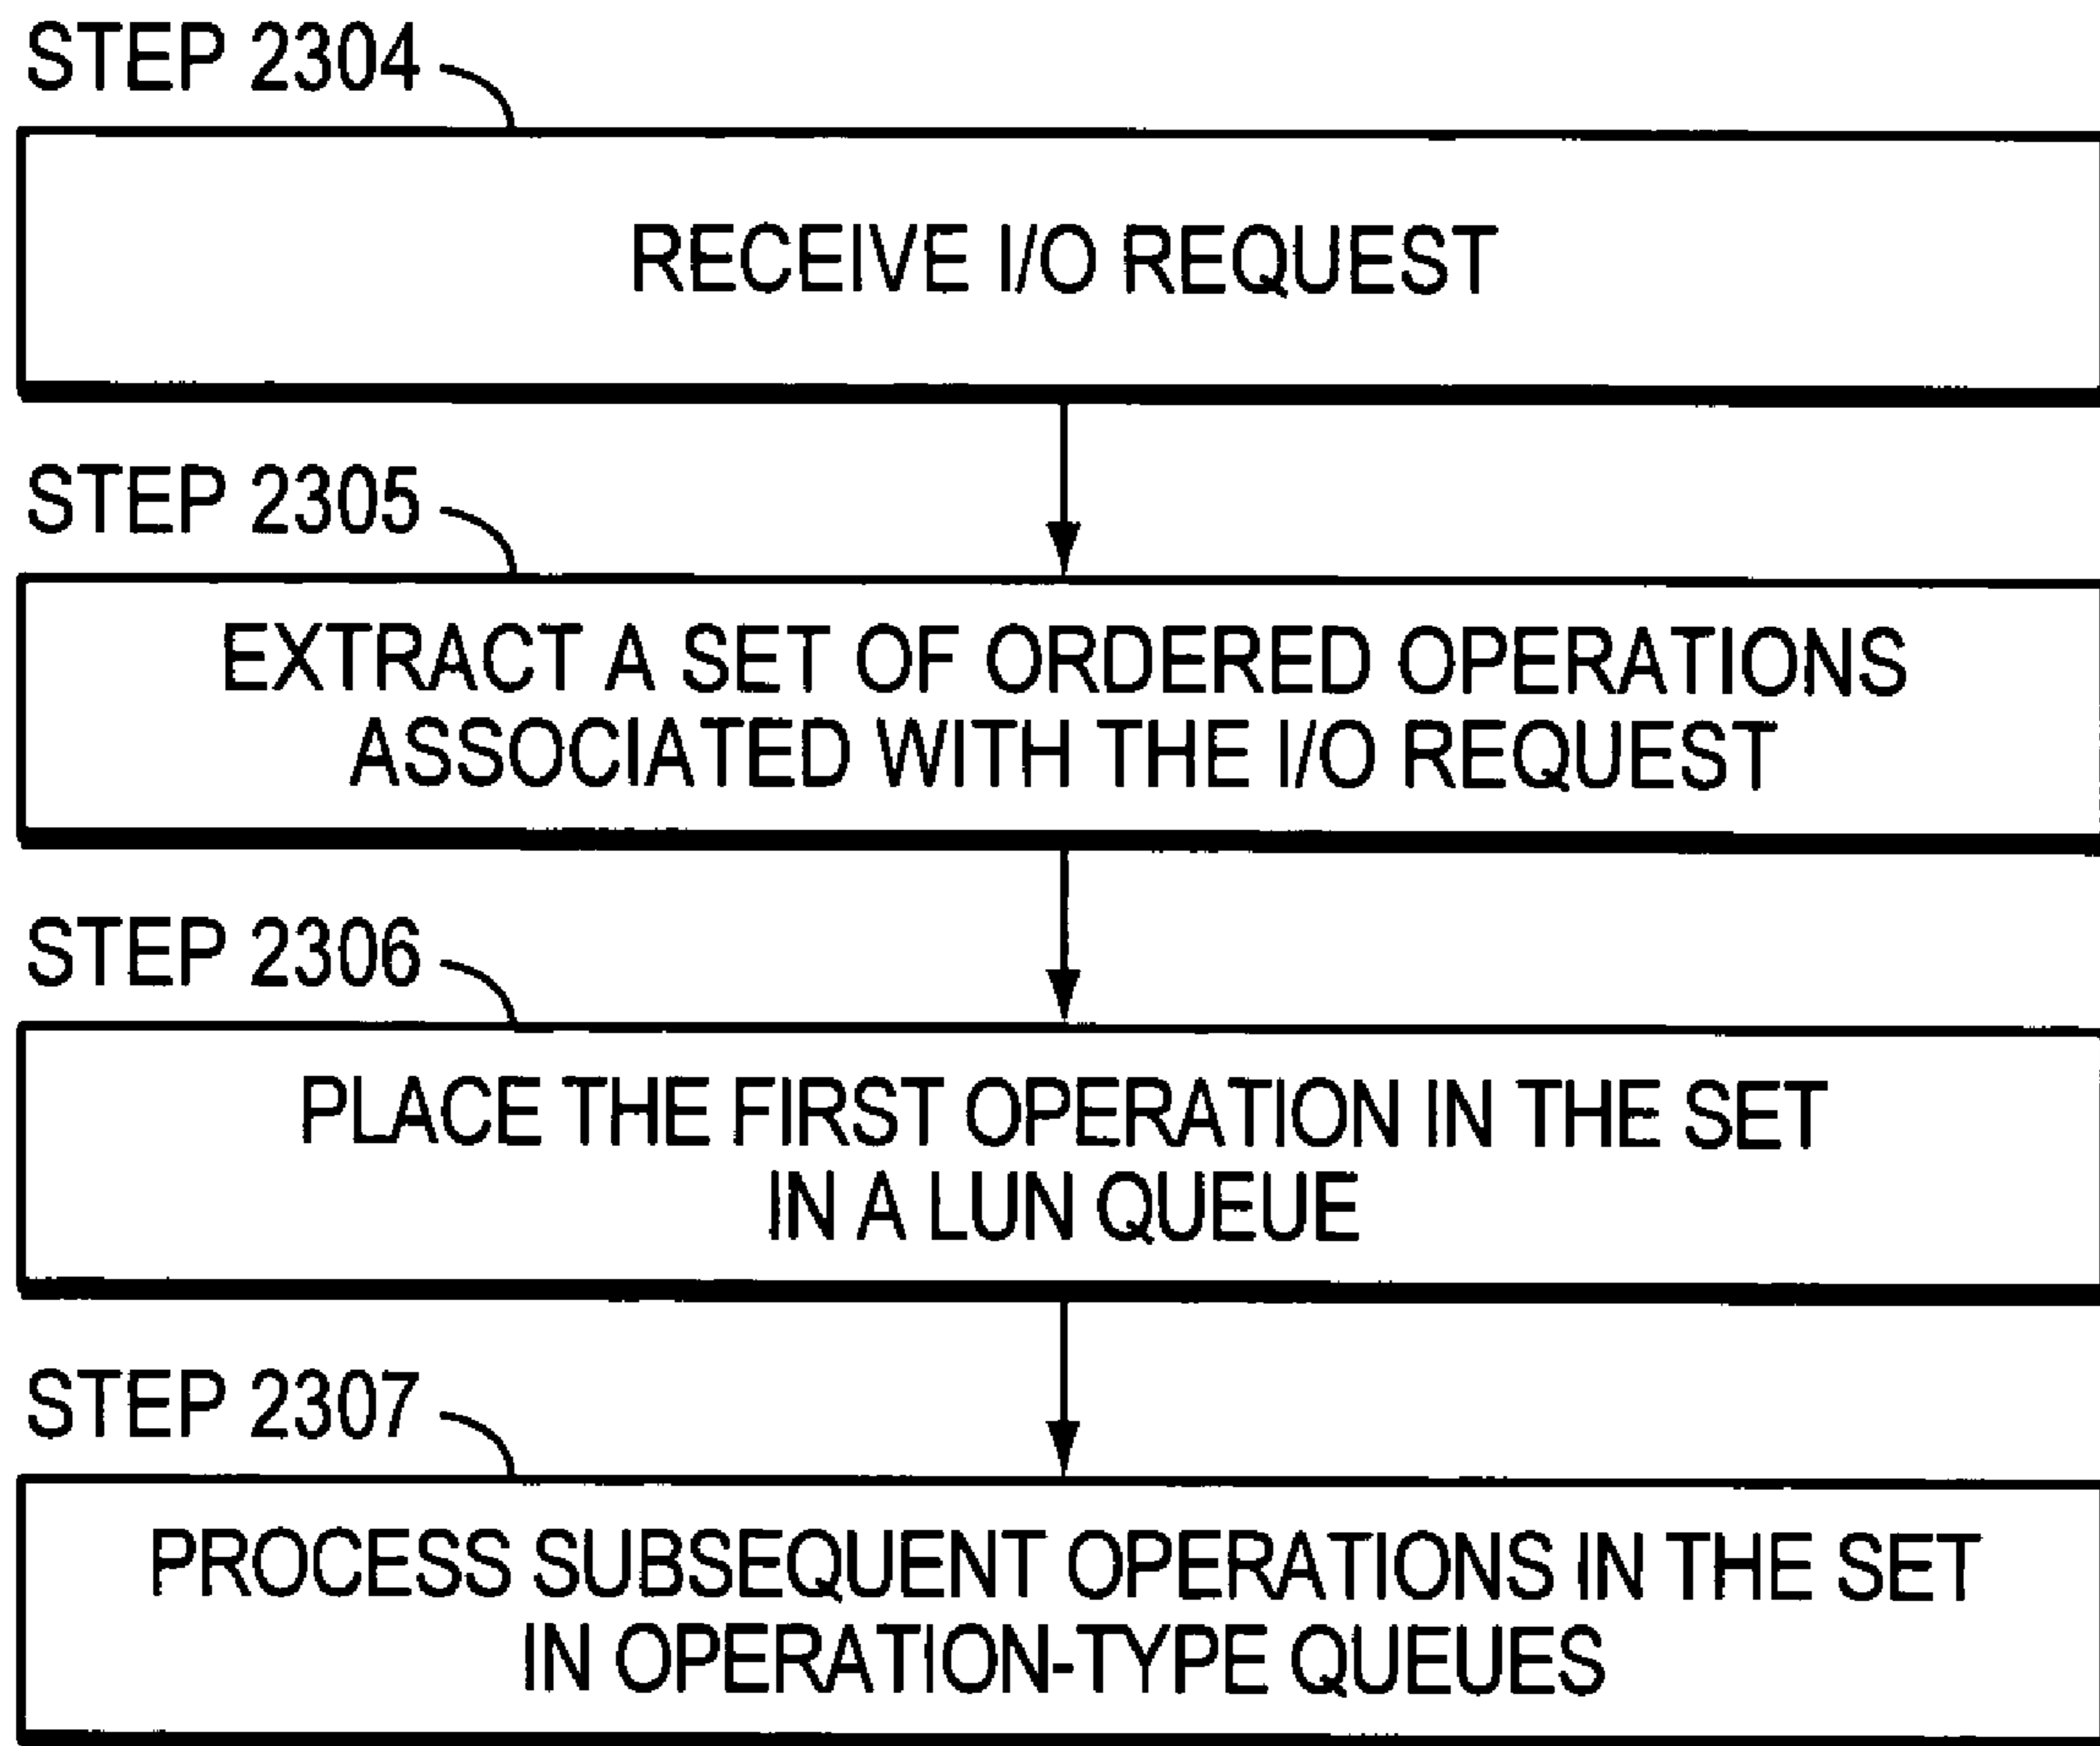 STEP 2304
RECEIVE I/O REQUEST
STEP 2305
EXTRACT A SET OF ORDERED OPERATIONS
ASSOCIATED WITH THE I/O REQUEST
STEP 2306
PLACE THE FIRST OPERATION IN THE SET
IN A LUN QUEUE
STEP 2307
PROCESS SUBSEQUENT OPERATIONS IN THE SET
IN OPERATION-TYPE QUEUES